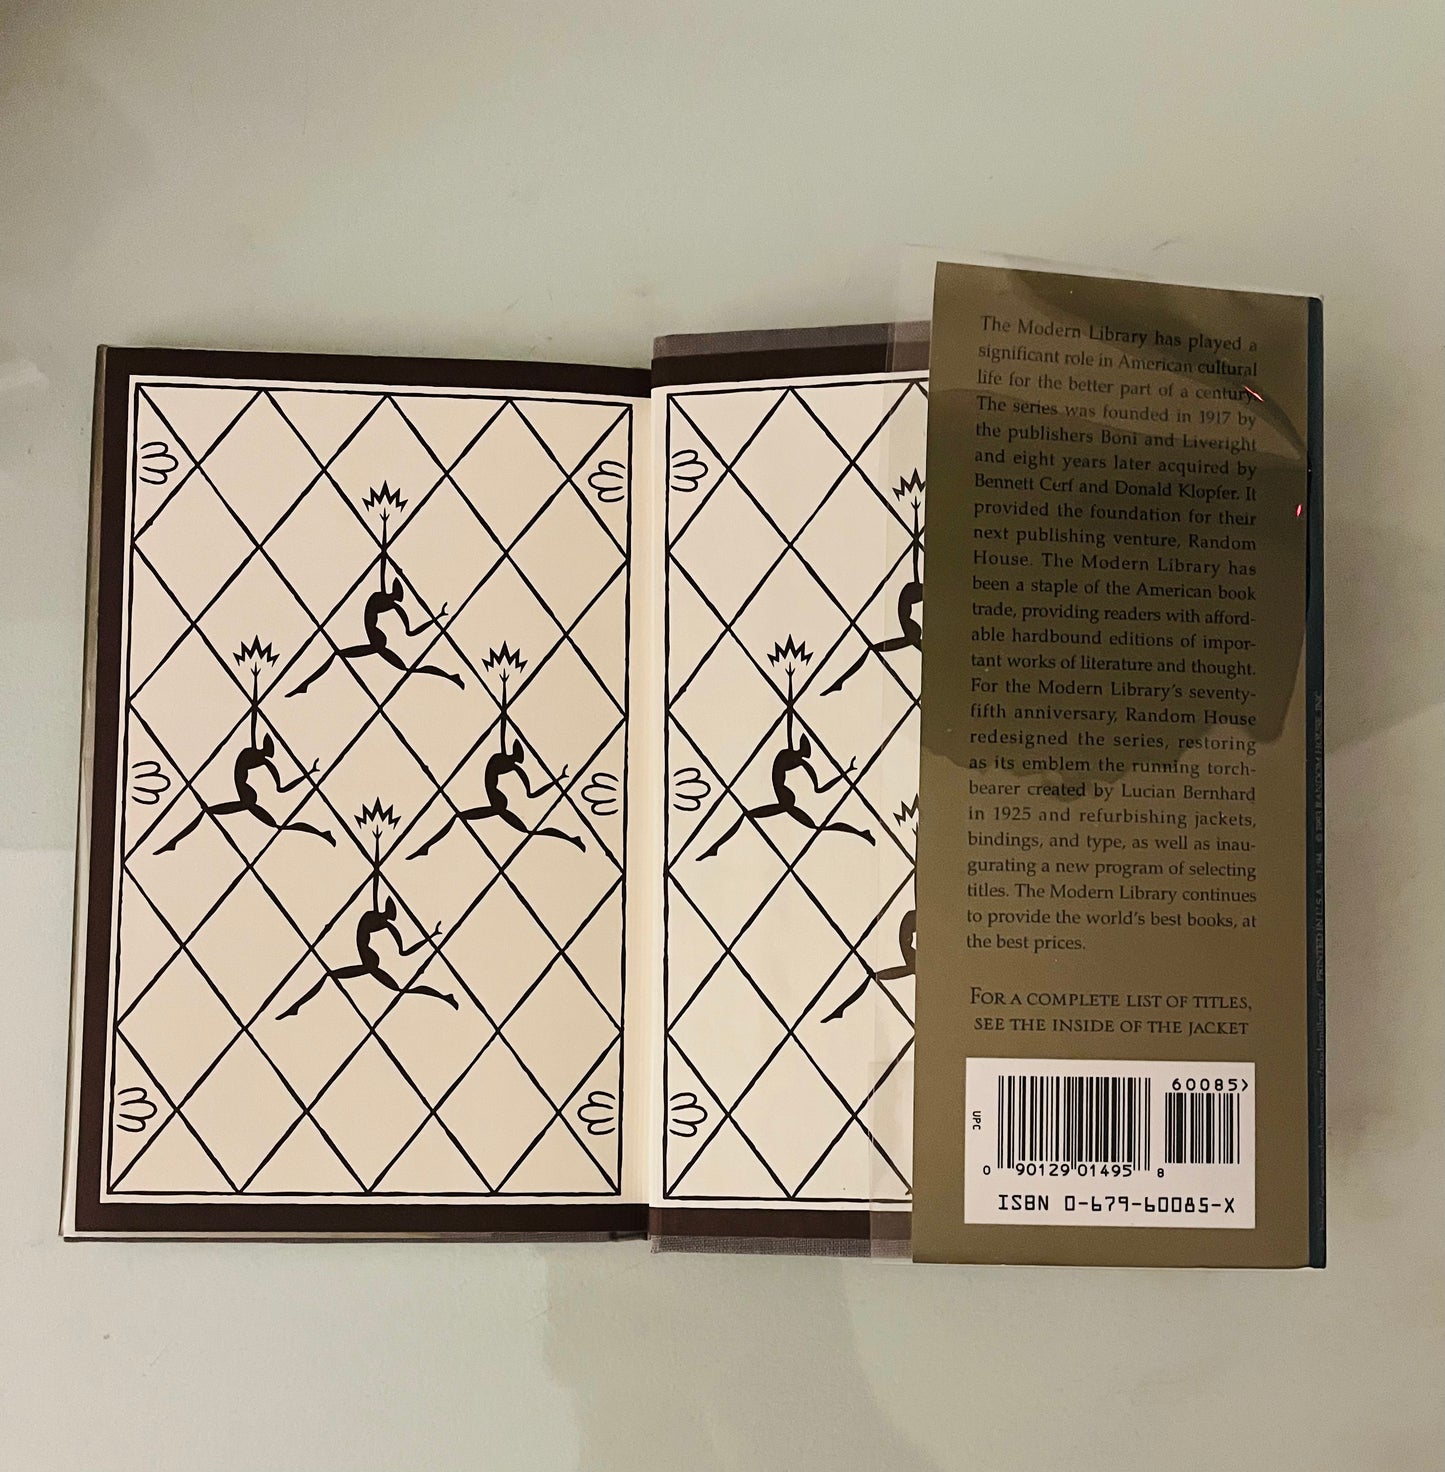 The Modern Library has played a
significant role in American cultural
life for the better part of a century.
The series was founded in 1917 by
the publishers Boni and Liveright
and eight years later acquired by
Bennett Cerf and Donald Klopfer. It
provided the foundation for their
next publishing venture, Random
House. The Modern Library has
been a staple of the American book
trade, providing readers with afford-
able hardbound editions of impor-
tant works of literature and thought.
For the Modern Library's seventy-
fifth anniversary, Random House
redesigned the series, restoring
as its emblem the running torch-
bearer created by Lucian Bernhard
in 1925 and refurbishing jackets,
bindings, and type, as well as inau-
gurating a new program of selecting
titles. The Modern Library continues
to provide the world's best books, at
the best prices.
FOR A COMPLETE LIST OF TITLES,
SEE THE INSIDE OF THE JACKET
60085>
UPC
0 90129 01495 8
ISBN 0-679-60085-X
PRINTED IN U.S.A. © 1993 RANDOM HOUSE, INC.